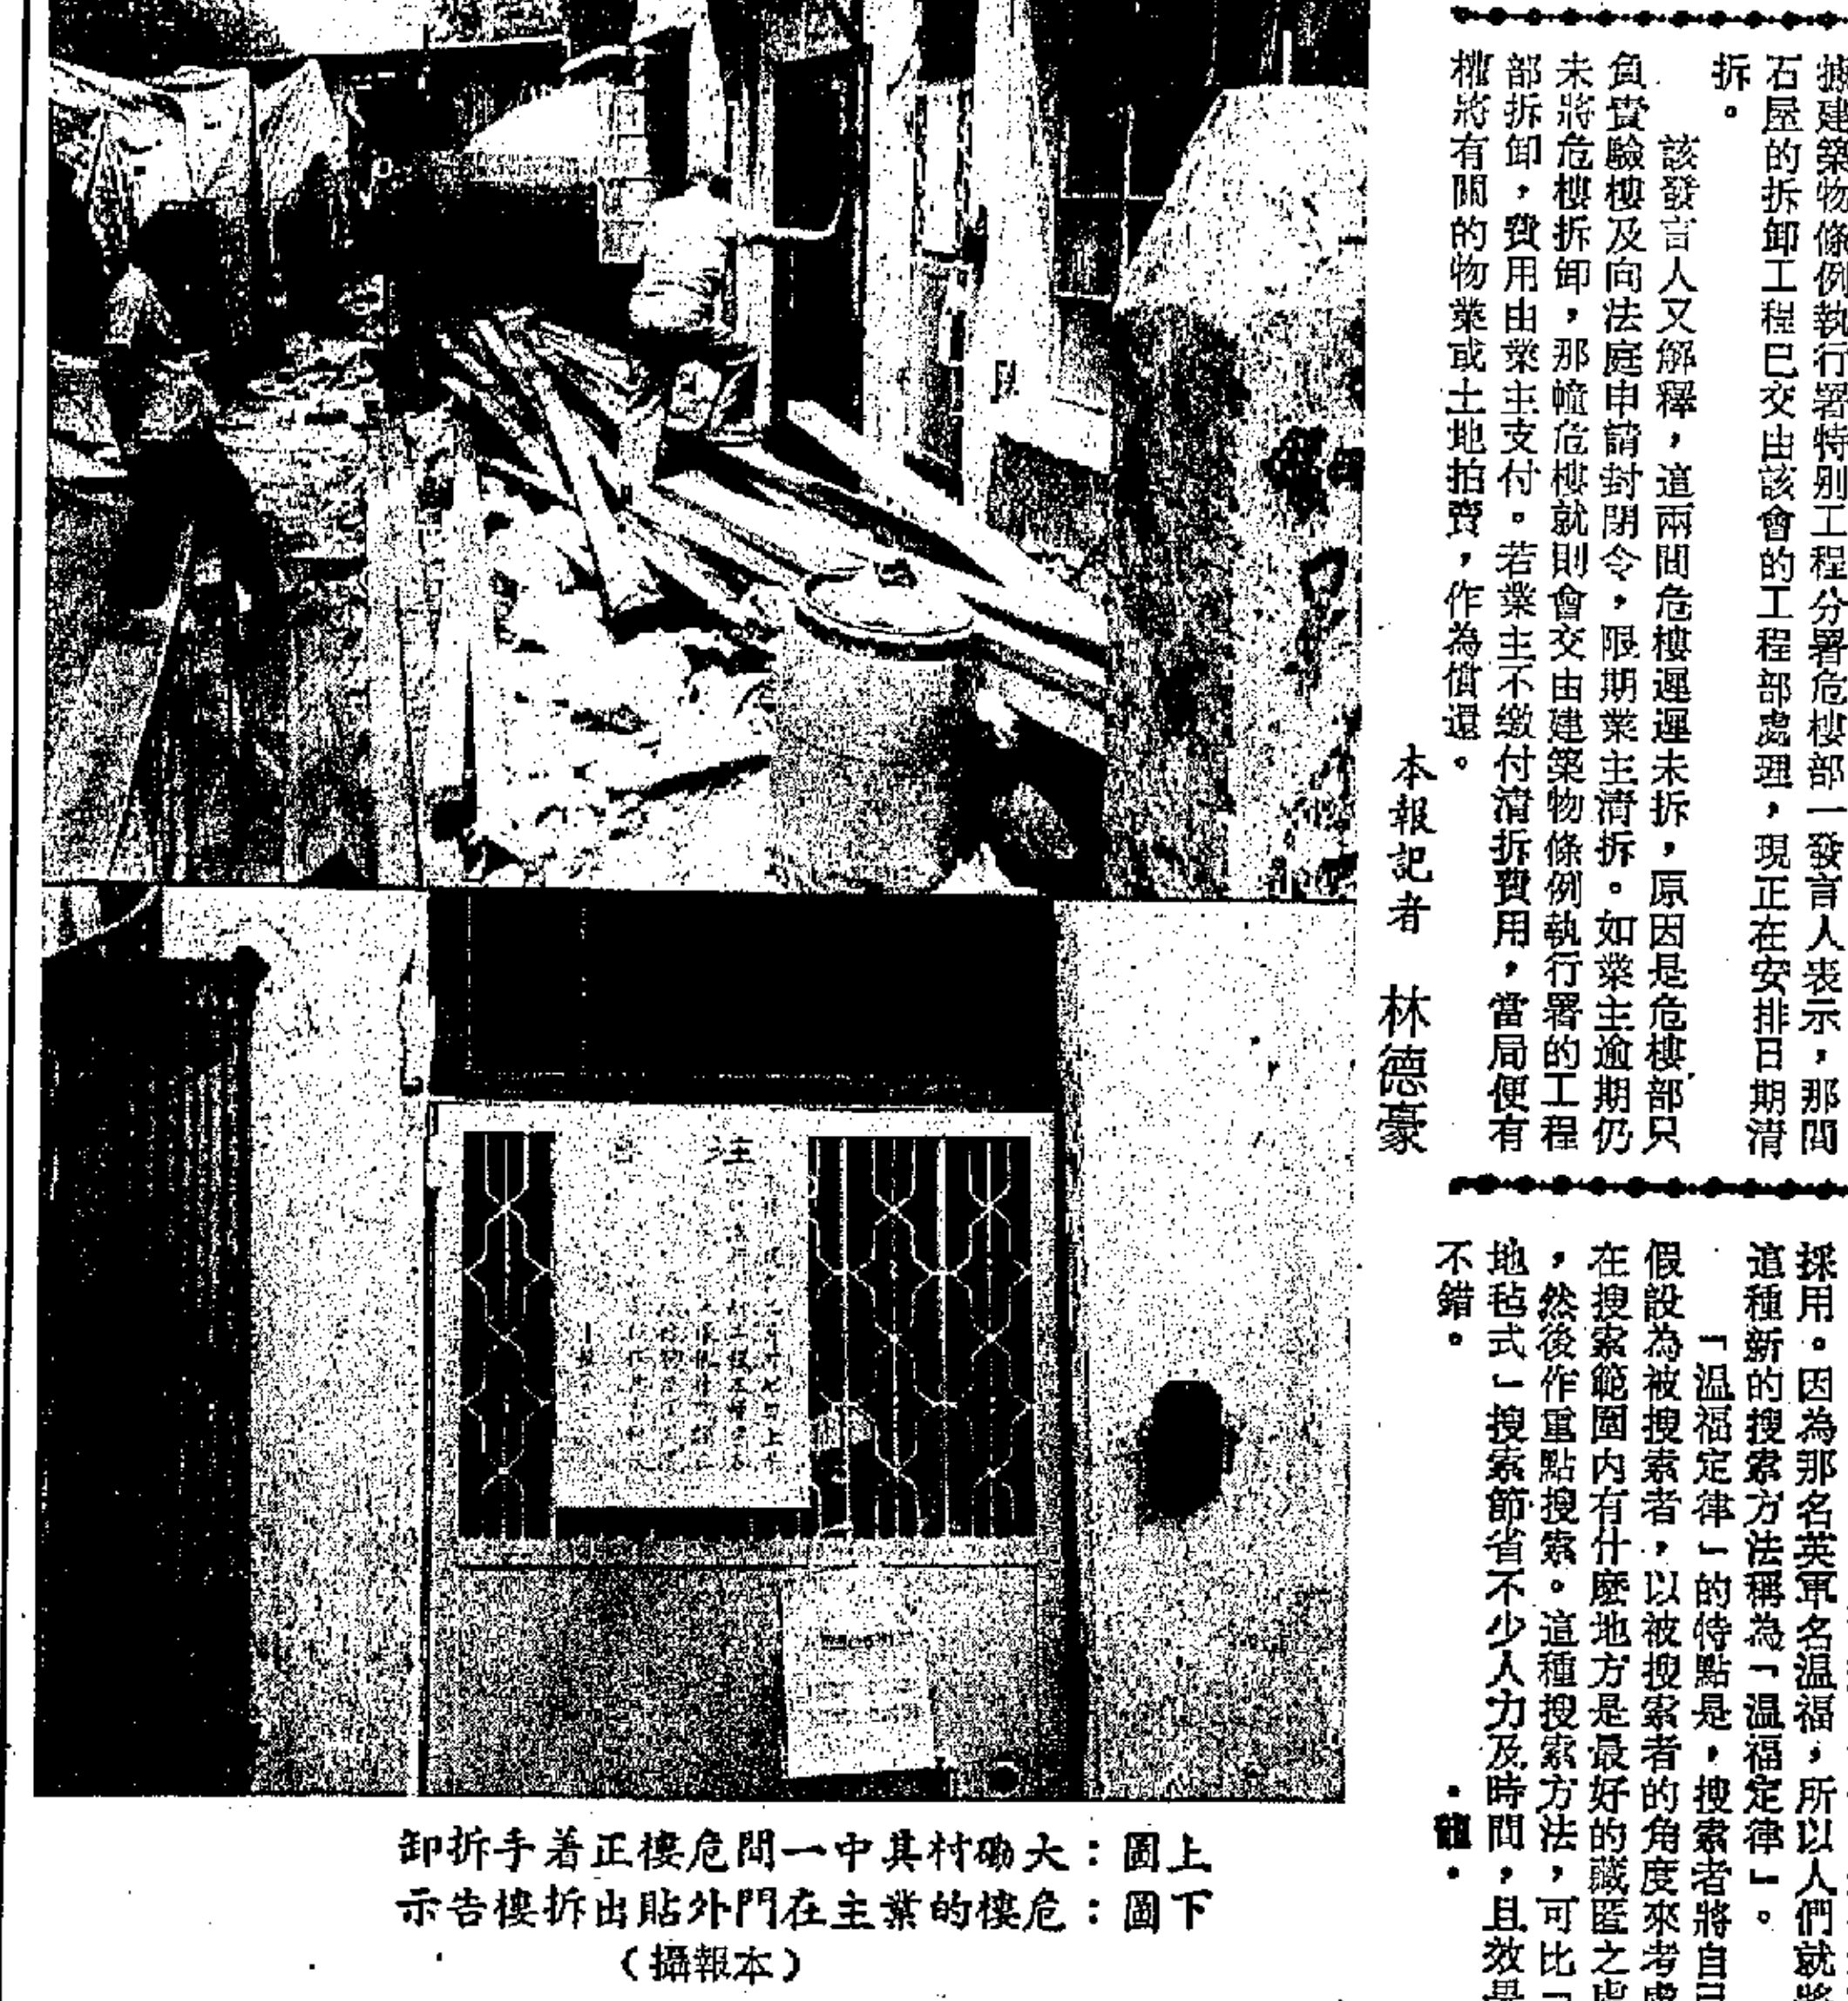 據建築物條例執行署特別工程分署危樓部一發言人表示，那間
石屋的拆卸工程已交由該會的工程部處理，現正在安排日期清
拆。
該發言人又解釋，這兩間危樓遲遲未拆，原因是危樓部只
負責驗樓及向法庭申請封閉令，限期業主清拆。如業主逾期仍
未將危樓拆卸，那幢危樓就則會交由建築物條例執行署的工程
部拆卸，費用由業主支付。若業主不繳付清拆費用，當局便有
權將有關的物業或土地拍賣，作為償還。
本報記者　林德豪
採用。因為那名英軍名温福，所以人們就將
這種新的搜索方法稱為「温福定律」。
「温福定律」的特點是，搜索者將自己
假設為被搜索者，以被搜索者的角度來考慮
在搜索範圍内有什麽地方是最好的藏匿之處
，然後作重點搜索。這種搜索方法，可比「
地毡式」搜索節省不少人力及時間，且效果
不錯。
・龍・
注
卸拆手着正樓危間一中其村磡大：圖上
示告樓拆出貼外門在主業的樓危：圖下
（攝報本）